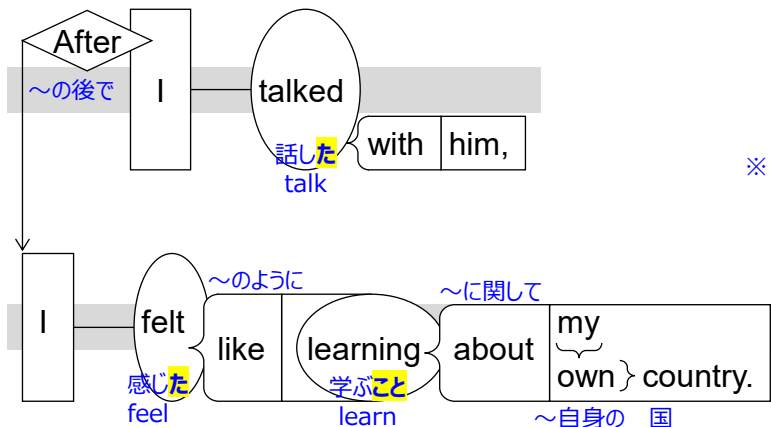 After I talked
～の後で
with him,
話した
talk
※
～のように
～に関して
I felt like learning about my own country.
感じた 学ぶこと
feel learn
～自身の 国